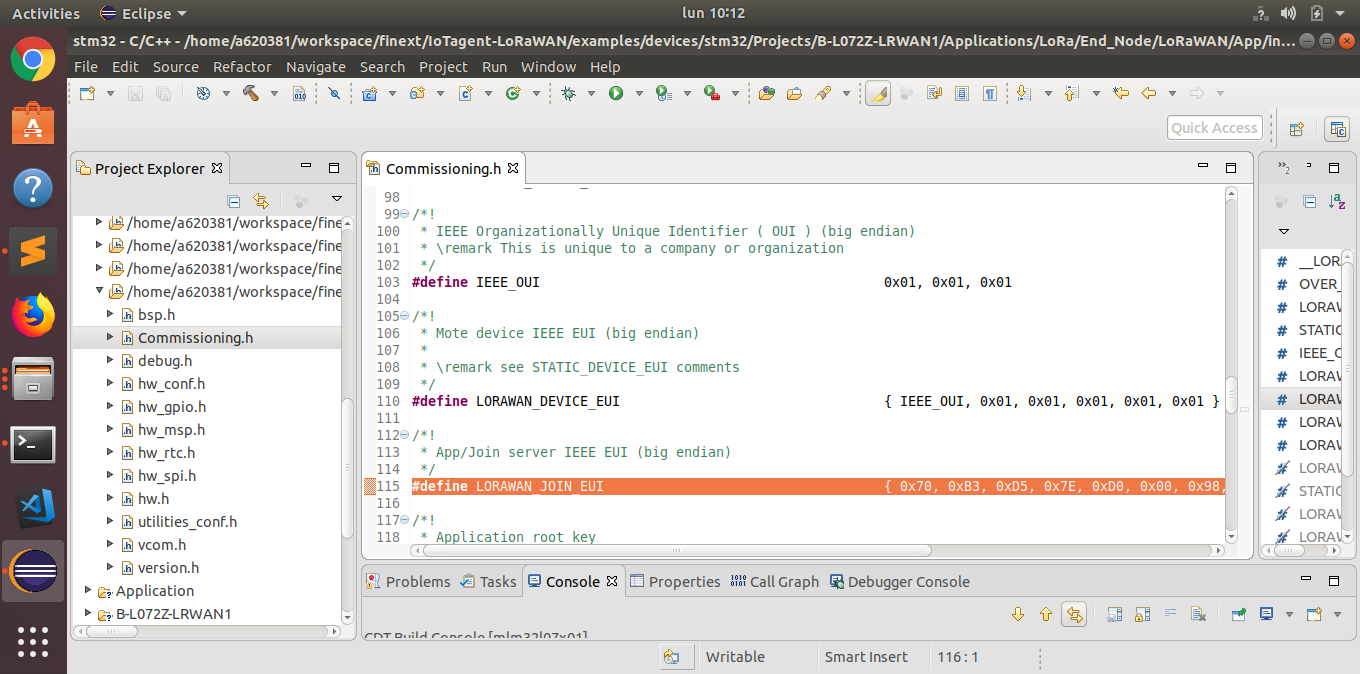 Activities Eclipse lun 10:12
stm32 - C/C++ - /home/a620381/workspace/finext/IoTagent-LoRaWAN/examples/devices/stm32/Projects/B-L072Z-LRWAN1/Applications/LoRa/End_Node/LoRaWAN/App/in...
File Edit Source Refactor Navigate Search Project Run Window Help
Quick Access
Project Explorer
/home/a620381/workspace/fine
/home/a620381/workspace/fine
/home/a620381/workspace/fine
/home/a620381/workspace/fine
bsp.h
Commissioning.h
debug.h
hw_conf.h
hw_gpio.h
hw_msp.h
hw_rtc.h
hw_spi.h
hw.h
utilities_conf.h
vcom.h
version.h
Application
B-L072Z-LRWAN1
Commissioning.h
98
99 /*!
100 * IEEE Organizationally Unique Identifier ( OUI ) (big endian)
101 * \remark This is unique to a company or organization
102 */
103 #define IEEE_OUI 0x01, 0x01, 0x01
104
105 /*!
106 * Mote device IEEE EUI (big endian)
107 *
108 * \remark see STATIC_DEVICE_EUI comments
109 */
110 #define LORAWAN_DEVICE_EUI { IEEE_OUI, 0x01, 0x01, 0x01, 0x01, 0x01 }
111
112 /*!
113 * App/Join server IEEE EUI (big endian)
114 */
115 #define LORAWAN_JOIN_EUI { 0x70, 0xB3, 0xD5, 0x7E, 0xD0, 0x00, 0x98,
116
117 /*!
118 * Application root key
# __LORA
# OVER_
# LORAW
# STATIC
# IEEE_O
# LORAW
# LORAW
# LORAW
# LORAW
# LORAW
# STATIC
# LORAW
# LORAW
Problems Tasks Console Properties Call Graph Debugger Console
CDT Build Console [mlm32l07x01]
Writable Smart Insert 116 : 1